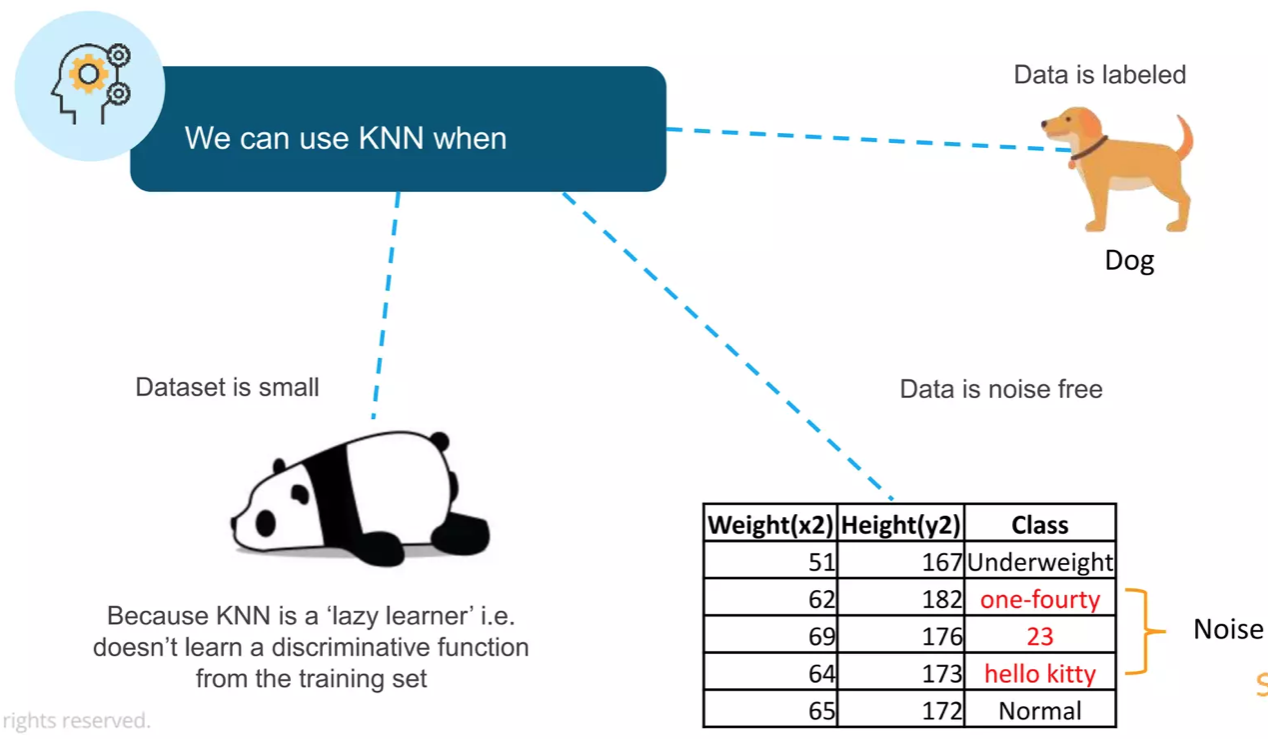 We can use KNN when
Data is labeled
Dog
Dataset is small
Because KNN is a ‘lazy learner’ i.e.
doesn’t learn a discriminative function
from the training set
Data is noise free
Weight(x2) Height(y2) Class
51 167 Underweight
62 182 one-fourty
69 176 23
64 173 hello kitty
65 172 Normal
Noise
rights reserved.